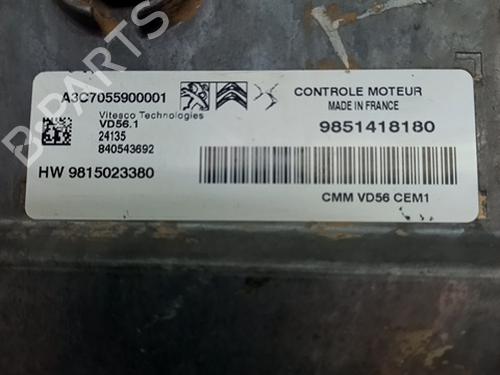 B-PARTS
A3C7055900001
Vitesco Technologies
VD56.1
24135
840543692
HW 9815023380
CONTROLE MOTEUR
MADE IN FRANCE
9851418180
CMM VD56 CEM1